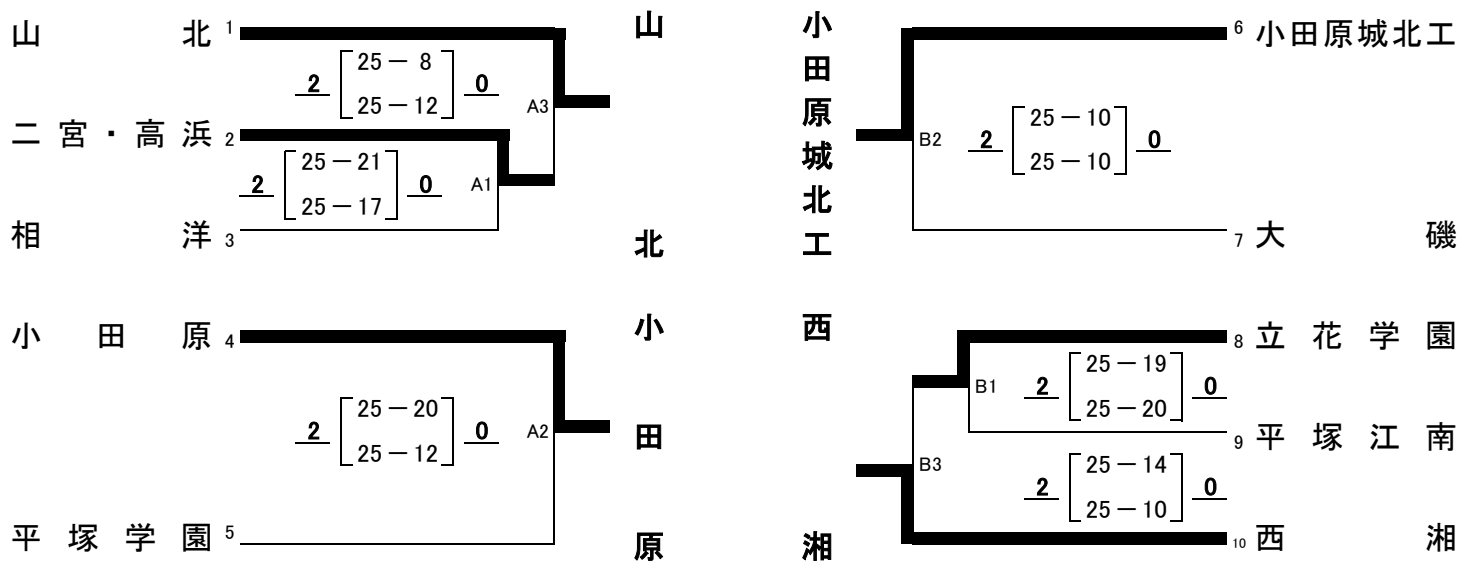 山北 1
25－8
2 0
25－12
A3
二宮・高浜 2
25－21
2 0
25－17
A1
相洋 3
山北
小田原 4
25－20
2 0
25－12
A2
平塚学園 5
小田原
小田原城北工
6 小田原城北工
25－10
B2 2 0
25－10
7 大磯
西湘
8 立花学園
25－19
B1 2 0
25－20
9 平塚江南
B3
25－14
2 0
25－10
10 西湘